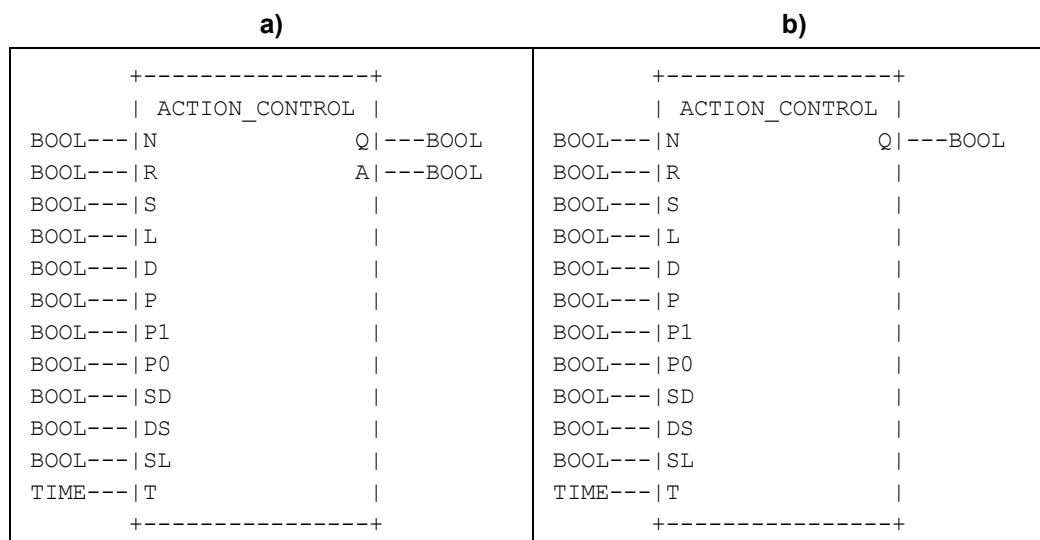 a) b)
+----------------+ +----------------+
| ACTION_CONTROL | | ACTION_CONTROL |
BOOL---|N Q|---BOOL BOOL---|N Q|---BOOL
BOOL---|R A|---BOOL BOOL---|R |
BOOL---|S | BOOL---|S |
BOOL---|L | BOOL---|L |
BOOL---|D | BOOL---|D |
BOOL---|P | BOOL---|P |
BOOL---|P1 | BOOL---|P1 |
BOOL---|P0 | BOOL---|P0 |
BOOL---|SD | BOOL---|SD |
BOOL---|DS | BOOL---|DS |
BOOL---|SL | BOOL---|SL |
TIME---|T | TIME---|T |
+----------------+ +----------------+